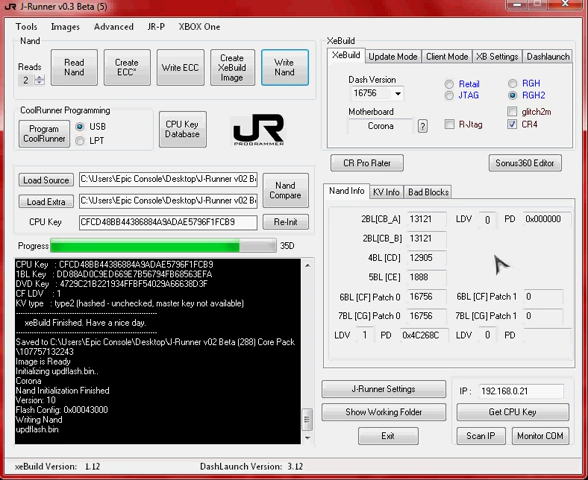 J-Runner v0.3 Beta (5)
Tools Images Advanced JR-P XBOX One
Nand
Reads
2
Read Nand
Create ECC*
Write ECC
Create XeBuild Image
Write Nand
CoolRunner Programming
Program CoolRunner
USB
LPT
CPU Key Database
JR
PROGRAMMER
Load Source
C:\Users\Epic Console\Desktop\J-Runner v02 B
Load Extra
C:\Users\Epic Console\Desktop\J-Runner v02 B
Nand Compare
CPU Key
CFCD48BB44386884A9ADAE5796F1FCB9
Re-Init
Progress
35D
CPU Key : CFCD48BB44386884A9ADAE5796F1FCB9
1BL Key : DD88AD0C9ED669E7B56794FB68563EFA
DVD Key : 4729C21B221934FFBF54029A66638D3F
CF LDV : 1
KV type : type2 (hashed - unchecked, master key not available)
xeBuild Finished. Have a nice day.
Saved to C:\Users\Epic Console\Desktop\J-Runner v02 Beta (288) Core Pack
\107757132243
Image is Ready
Initializing updflash.bin..
Corona
Nand Initialization Finished
Version: 10
Flash Config: 0x00043000
Writing Nand
updflash.bin
XeBuild
XeBuild Update Mode Client Mode XB Settings Dashlaunch
Dash Version
16756
Motherboard
Corona
?
Retail
JTAG
RGH
RGH2
glitch2m
R-Jtag
CR4
CR Pro Rater
Sonus360 Editor
Nand Info KV Info Bad Blocks
2BL[CB_A] 13121 LDV 0 PD 0x000000
2BL[CB_B] 13121
4BL [CD] 12905
5BL [CE] 1888
6BL [CF] Patch 0 16756 6BL [CF] Patch 1 0
7BL [CG] Patch 0 16756 7BL [CG] Patch 1 0
LDV 1 PD 0x4C268C LDV 0 PD
J-Runner Settings
Show Working Folder
Exit
IP : 192.168.0.21
Get CPU Key
Scan IP
Monitor COM
xeBuild Version: 1.12 DashLaunch Version: 3.12